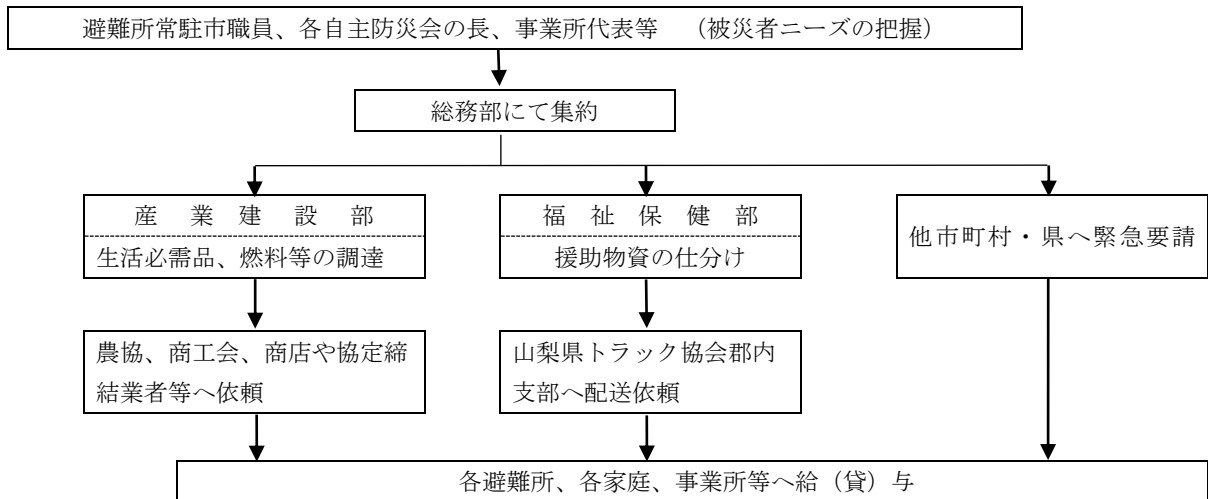 避難所常駐市職員、各自主防災会の長、事業所代表等　（被災者ニーズの把握）
総務部にて集約
産　業　建　設　部
生活必需品、燃料等の調達
福　祉　保　健　部
援助物資の仕分け
他市町村・県へ緊急要請
農協、商工会、商店や協定締
結業者等へ依頼
山梨県トラック協会郡内
支部へ配送依頼
各避難所、各家庭、事業所等へ給（貸）与